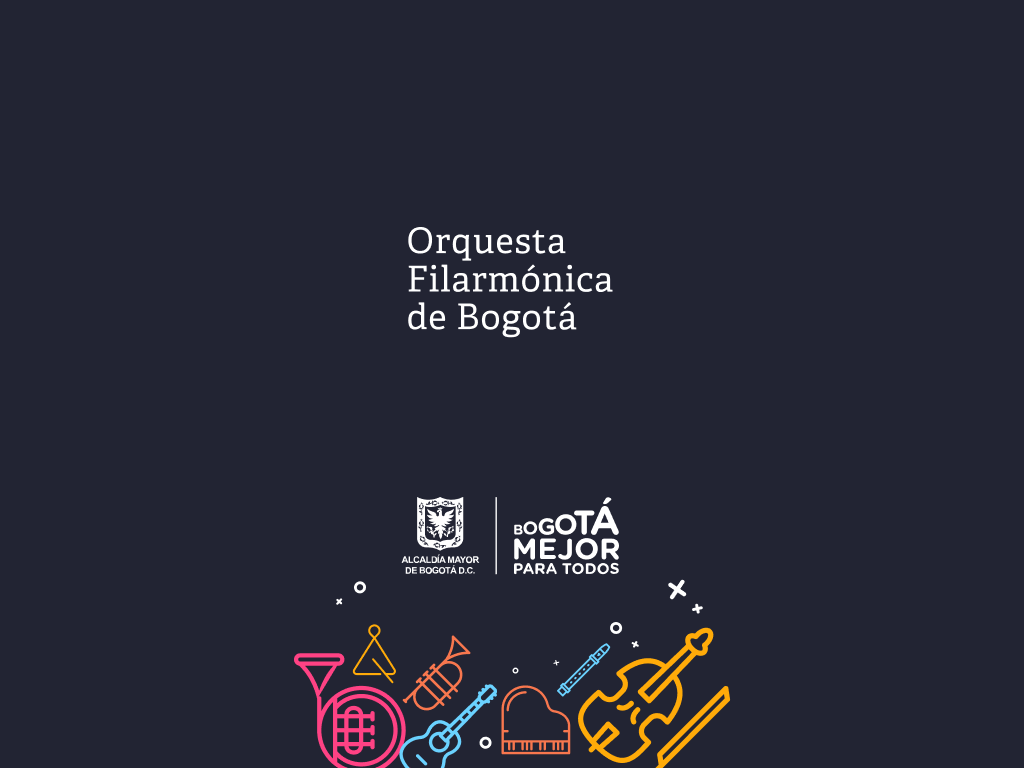 Orquesta
Filarmónica
de Bogotá
ALCALDÍA MAYOR
DE BOGOTÁ D.C.
BOGOTÁ
MEJOR
PARA TODOS